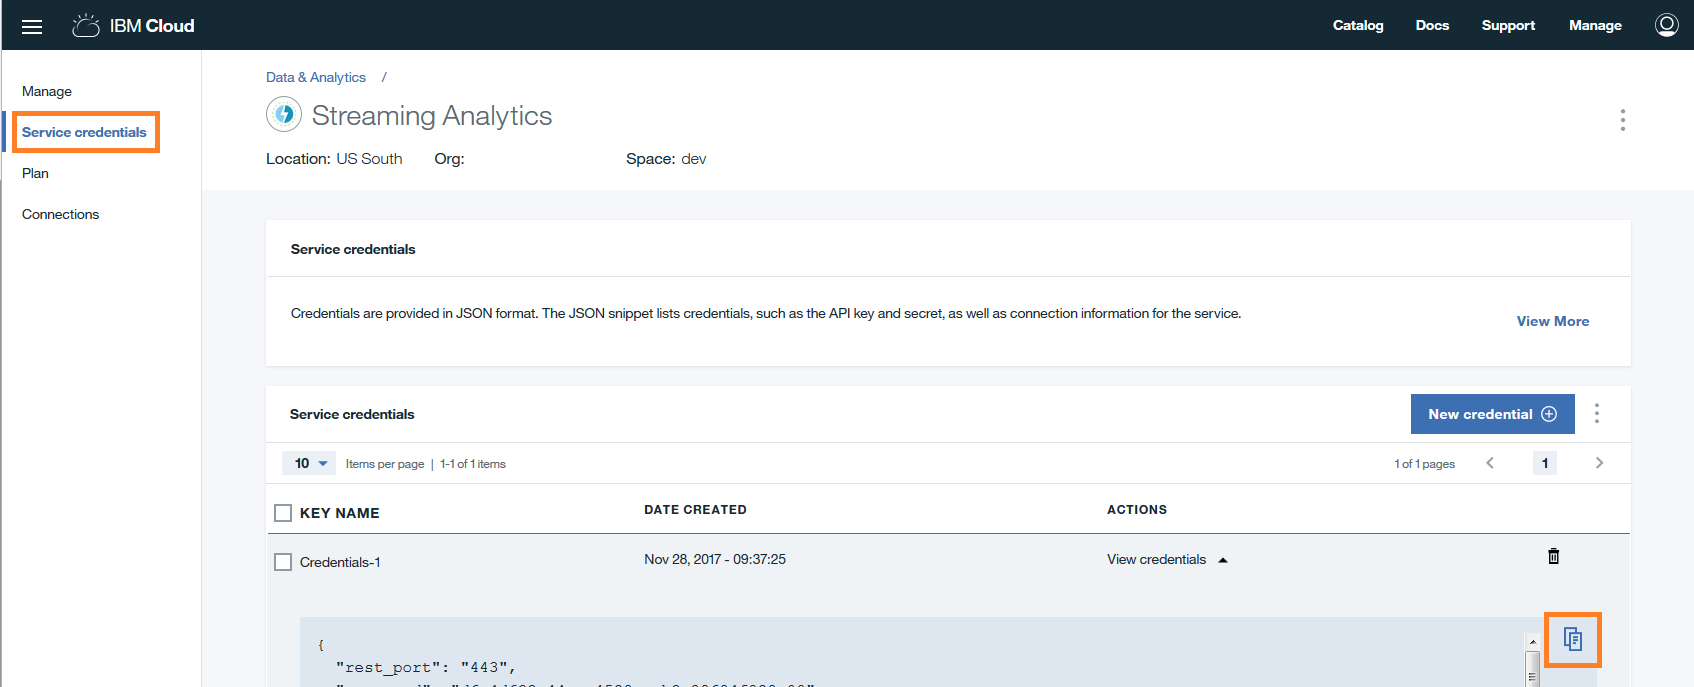 IBM Cloud
Catalog Docs Support Manage
Manage
Service credentials
Plan
Connections
Data & Analytics /
Streaming Analytics
Location: US South Org: Space: dev
Service credentials
Credentials are provided in JSON format. The JSON snippet lists credentials, such as the API key and secret, as well as connection information for the service.
View More
Service credentials
New credential
10 Items per page | 1-1 of 1 items
1 of 1 pages 1
KEY NAME DATE CREATED ACTIONS
Credentials-1 Nov 28, 2017 - 09:37:25 View credentials
{
"rest_port": "443",